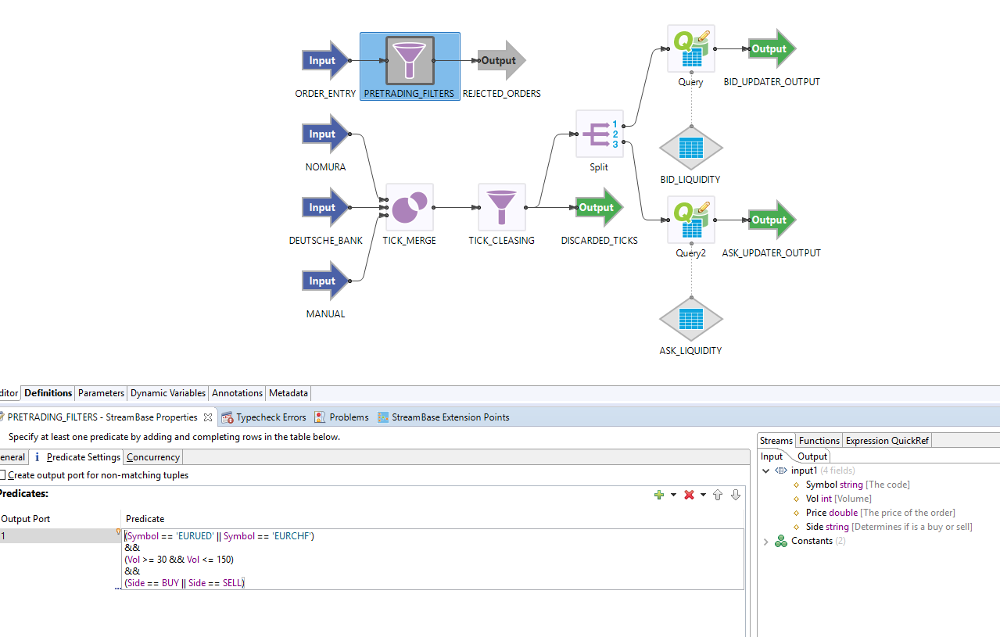 Input
ORDER_ENTRY
PRETRADING_FILTERS
Output
REJECTED_ORDERS
Query
Output
BID_UPDATER_OUTPUT
Input
NOMURA
1
2
3
Split
BID_LIQUIDITY
Input
DEUTSCHE_BANK
TICK_MERGE
TICK_CLEASING
Output
DISCARDED_TICKS
Query2
Output
ASK_UPDATER_OUTPUT
Input
MANUAL
ASK_LIQUIDITY
ditor Definitions Parameters Dynamic Variables Annotations Metadata
PRETRADING_FILTERS - StreamBase Properties Typecheck Errors Problems StreamBase Extension Points
Specify at least one predicate by adding and completing rows in the table below.
eneral Predicate Settings Concurrency
Create output port for non-matching tuples
Predicates:
Output Port Predicate
1
(Symbol == 'EURUED' || Symbol == 'EURCHF')
&&
(Vol >= 30 && Vol <= 150)
&&
(Side == BUY || Side == SELL)
...
Streams Functions Expression QuickRef
Input Output
input1 (4 fields)
Symbol string [The code]
Vol int [Volume]
Price double [The price of the order]
Side string [Determines if is a buy or sell]
Constants (2)